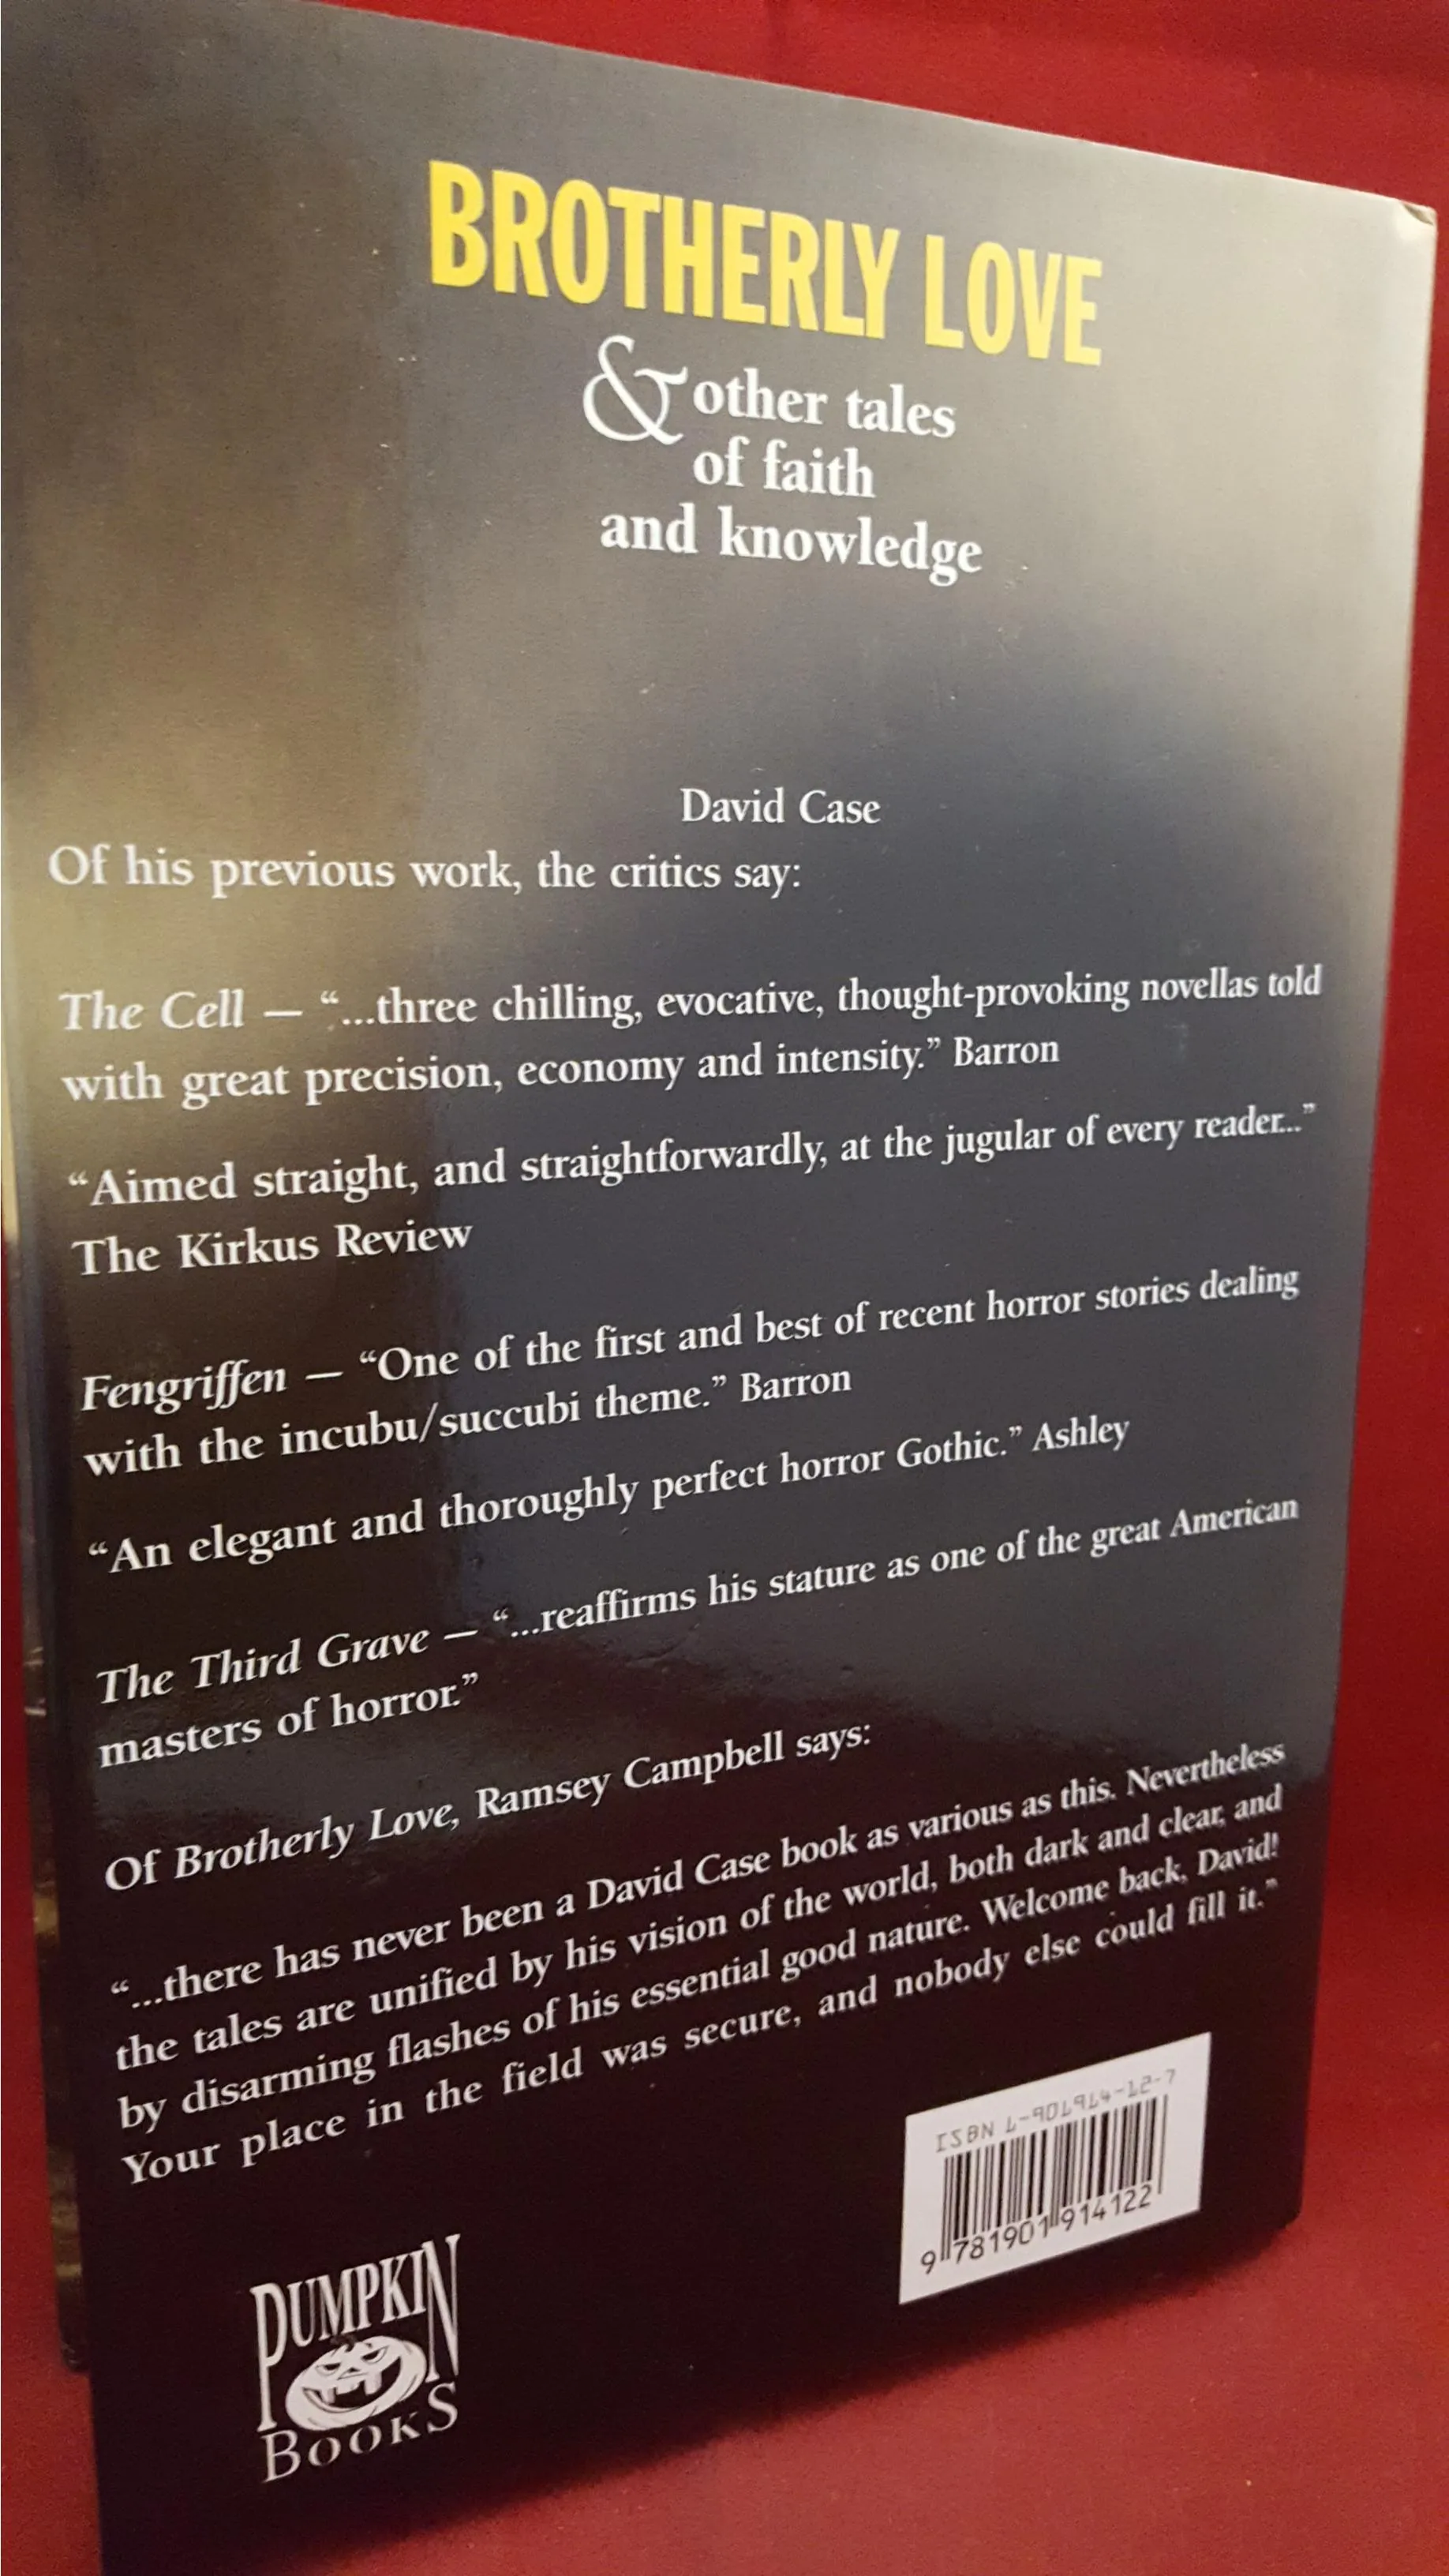 BROTHERLY LOVE
& other tales
of faith
and knowledge
David Case
Of his previous work, the critics say:
The Cell – “...three chilling, evocative, thought-provoking novellas told
with great precision, economy and intensity.” Barron
“Aimed straight, and straightforwardly, at the jugular of every reader...”
The Kirkus Review
Fengriffen – “One of the first and best of recent horror stories dealing
with the incubu/succubi theme.” Barron
“An elegant and thoroughly perfect horror Gothic.” Ashley
The Third Grave – “...reaffirms his stature as one of the great American
masters of horror.”
Of Brotherly Love, Ramsey Campbell says:
“...there has never been a David Case book as various as this. Nevertheless
the tales are unified by his vision of the world, both dark and clear, and
by disarming flashes of his essential good nature. Welcome back, David!
Your place in the field was secure, and nobody else could fill it.”
ISBN 1-901914-12-7
9 781901 914122
PUMPKIN
BOOKS